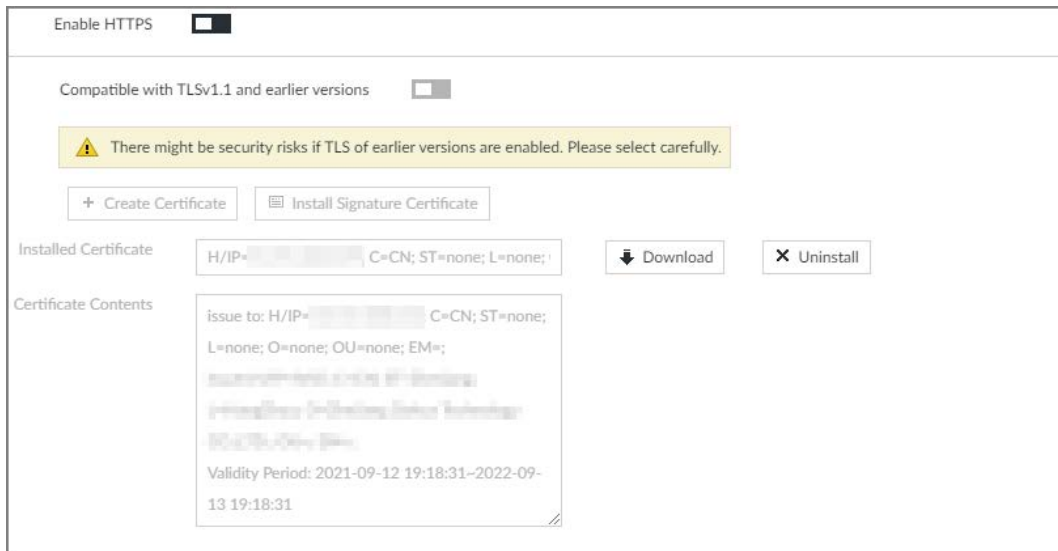 Enable HTTPS
Compatible with TLSv1.1 and earlier versions
There might be security risks if TLS of earlier versions are enabled. Please select carefully.
+ Create Certificate Install Signature Certificate
Installed Certificate H/IP= C=CN; ST=none; L=none; Download Uninstall
Certificate Contents
issue to: H/IP= C=CN; ST=none;
L=none; O=none; OU=none; EM=;
Validity Period: 2021-09-12 19:18:31~2022-09-
13 19:18:31